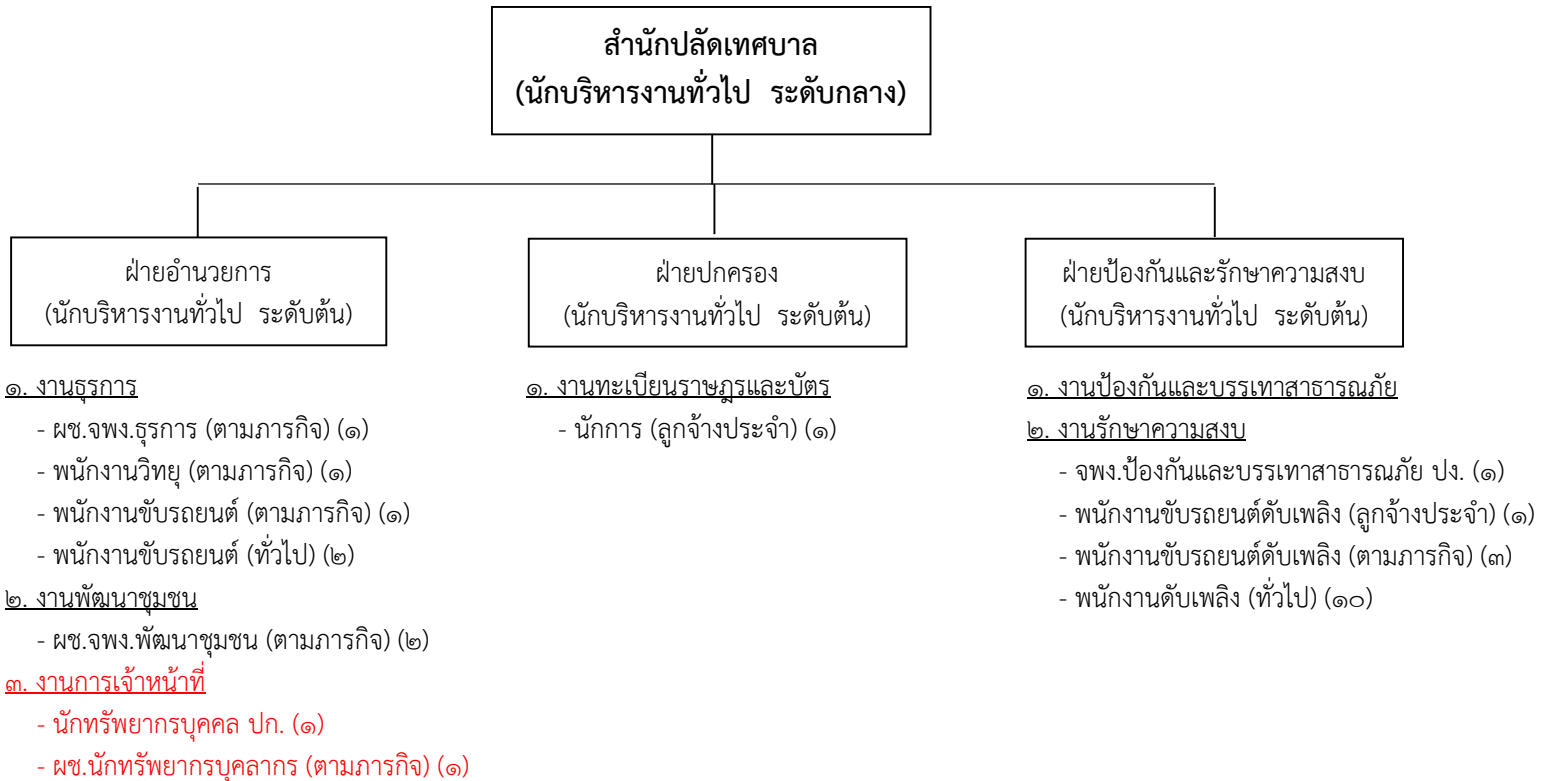 สำนักปลัดเทศบาล
(นักบริหารงานทั่วไป ระดับกลาง)
ฝ่ายอำนวยการ
(นักบริหารงานทั่วไป ระดับต้น)
๑. งานธุรการ
- ผช.จพง.ธุรการ (ตามภารกิจ) (๑)
- พนักงานวิทยุ (ตามภารกิจ) (๑)
- พนักงานขับรถยนต์ (ตามภารกิจ) (๑)
- พนักงานขับรถยนต์ (ทั่วไป) (๒)
๒. งานพัฒนาชุมชน
- ผช.จพง.พัฒนาชุมชน (ตามภารกิจ) (๒)
๓. งานการเจ้าหน้าที่
- นักทรัพยากรบุคคล ปก. (๑)
- ผช.นักทรัพยากรบุคลากร (ตามภารกิจ) (๑)
ฝ่ายปกครอง
(นักบริหารงานทั่วไป ระดับต้น)
๑. งานทะเบียนราษฎรและบัตร
- นักการ (ลูกจ้างประจำ) (๑)
ฝ่ายป้องกันและรักษาความสงบ
(นักบริหารงานทั่วไป ระดับต้น)
๑. งานป้องกันและบรรเทาสาธารณภัย
๒. งานรักษาความสงบ
- จพง.ป้องกันและบรรเทาสาธารณภัย ปง. (๑)
- พนักงานขับรถยนต์ดับเพลิง (ลูกจ้างประจำ) (๑)
- พนักงานขับรถยนต์ดับเพลิง (ตามภารกิจ) (๓)
- พนักงานดับเพลิง (ทั่วไป) (๑๐)